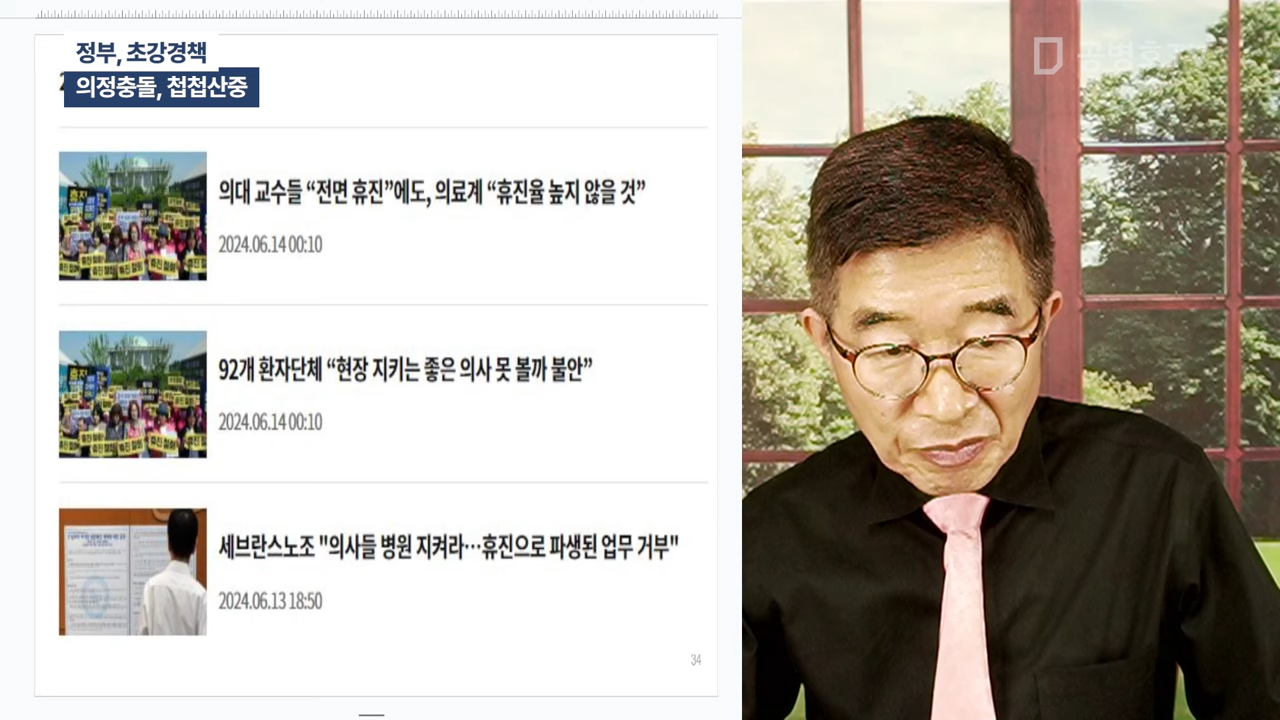 정부, 초강경책
의정충돌, 첩첩산중
공병호
의대 교수들 “전면 휴진”에도, 의료계 “휴진율 높지 않을 것”
2024.06.14 00:10
92개 환자단체 “현장 지키는 좋은 의사 못 볼까 불안”
2024.06.14 00:10
세브란스노조 "의사들 병원 지켜라…휴진으로 파생된 업무 거부"
2024.06.13 18:50
34